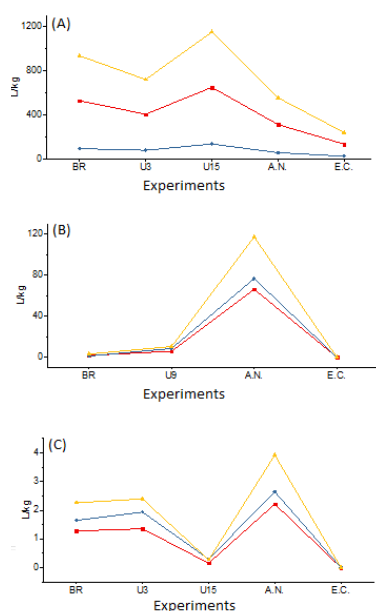 (A)
1200
800
400
0
L/kg
BR U3 U15 A.N. E.C.
Experiments
(B)
120
80
40
0
L/kg
BR U9 A.N. E.C.
Experiments
(C)
4
3
2
1
0
L/kg
BR U3 U15 A.N. E.C.
Experiments